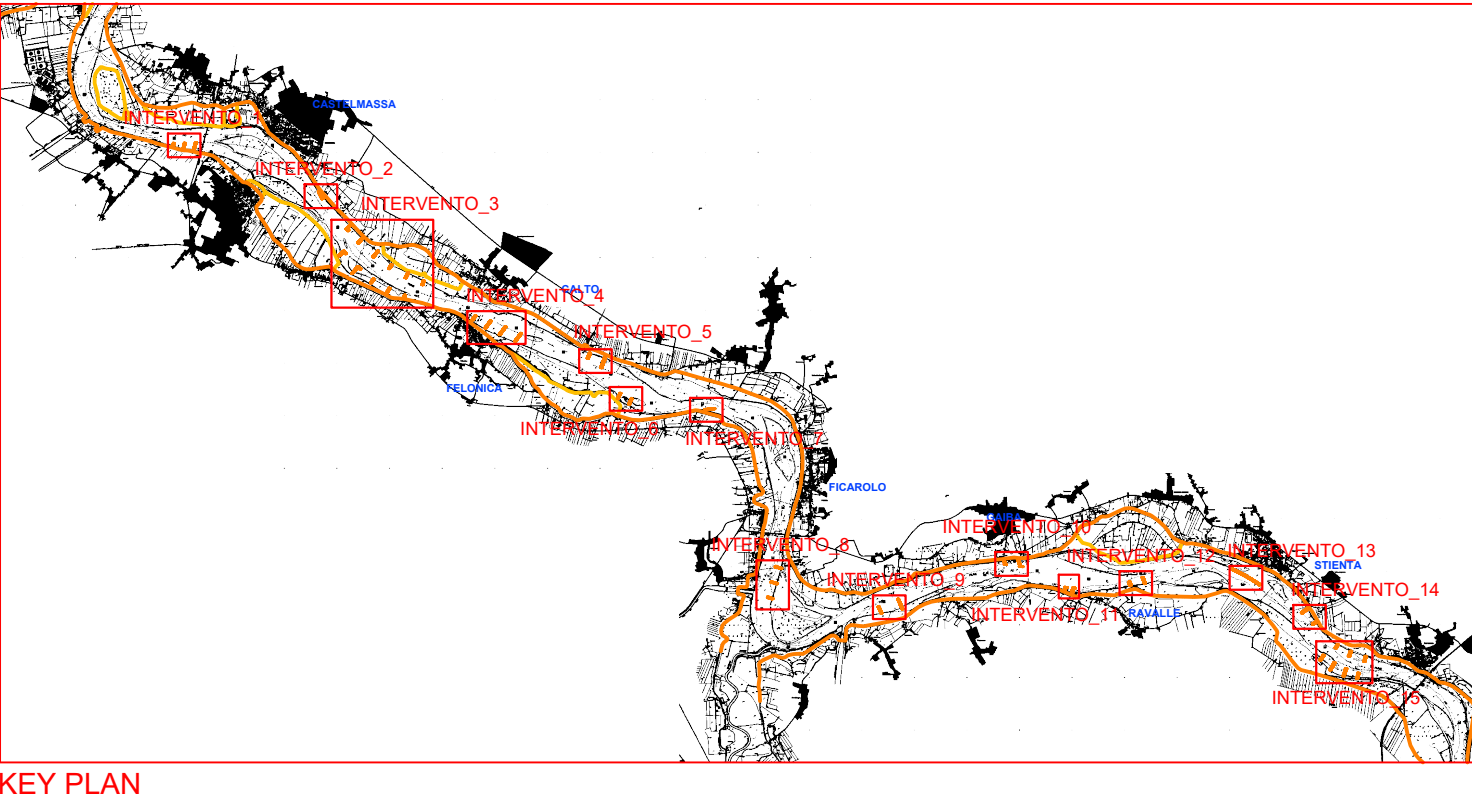 CASTELMASSA
INTERVENTO_1
INTERVENTO_2
INTERVENTO_3
CALTO
INTERVENTO_4
INTERVENTO_5
FELONICA
INTERVENTO_6
INTERVENTO_7
FICAROLO
GAIBA
INTERVENTO_10
INTERVENTO_8
INTERVENTO_12
INTERVENTO_13
STIENTA
INTERVENTO_9
INTERVENTO_14
INTERVENTO_11
RAVALLE
INTERVENTO_15
KEY PLAN